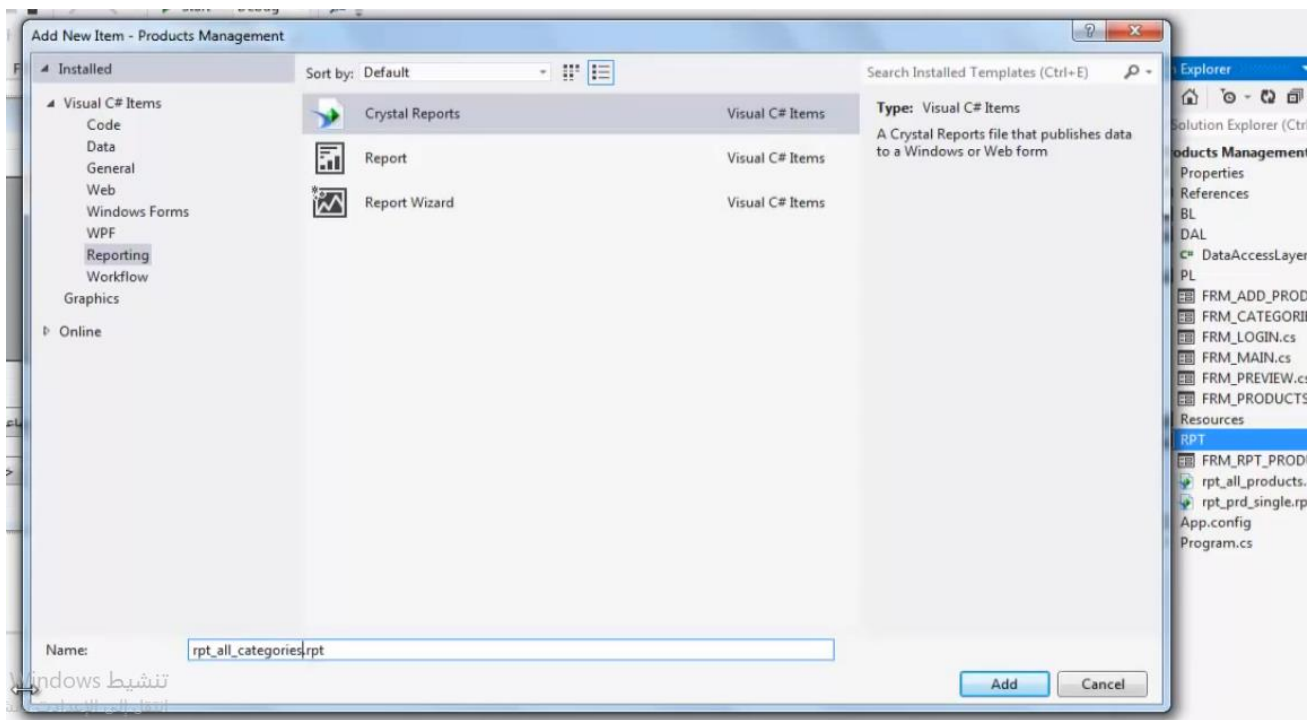 Add New Item - Products Management
Installed
Visual C# Items
Code
Data
General
Web
Windows Forms
WPF
Reporting
Workflow
Graphics
Online
Sort by: Default
Crystal Reports Visual C# Items
Report Visual C# Items
Report Wizard Visual C# Items
Search Installed Templates (Ctrl+E)
Type: Visual C# Items
A Crystal Reports file that publishes data
to a Windows or Web form
Name: rpt_all_categories.rpt
Add Cancel
Explorer
Solution Explorer (Ctr
oducts Management
Properties
References
BL
DAL
C# DataAccessLayer
PL
FRM_ADD_PROD
FRM_CATEGORI
FRM_LOGIN.cs
FRM_MAIN.cs
FRM_PREVIEW.cs
FRM_PRODUCTS
Resources
RPT
FRM_RPT_PROD
rpt_all_products.
rpt_prd_single.rp
App.config
Program.cs
تنشيط Windows